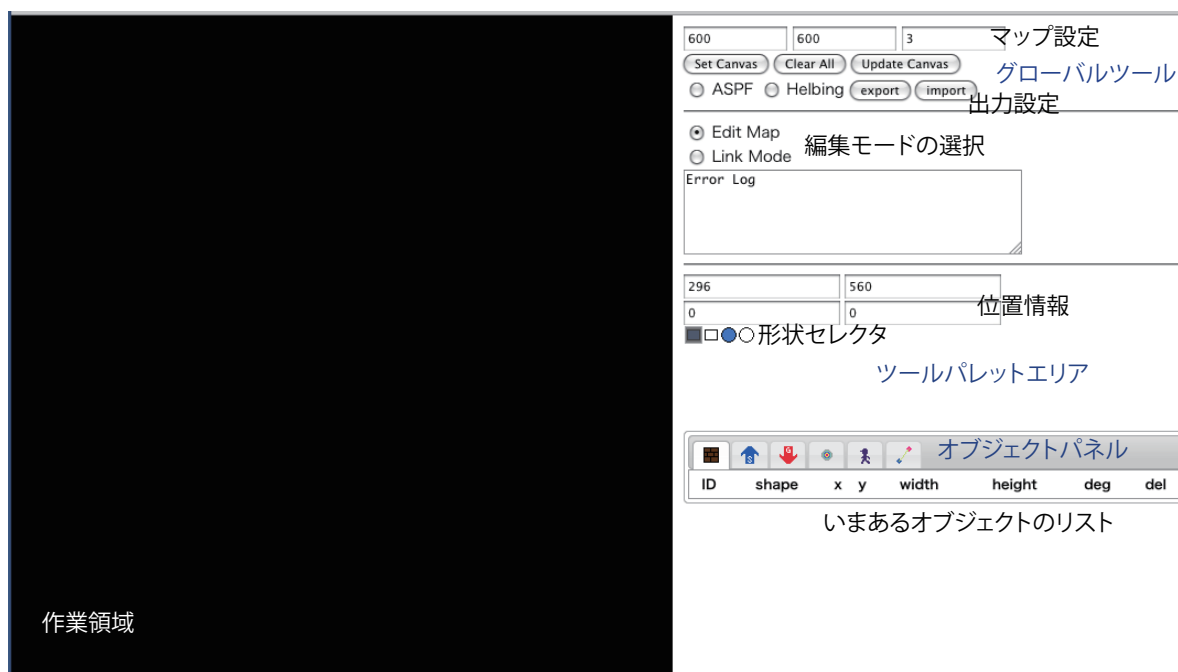 600 600 3 マップ設定
Set Canvas Clear All Update Canvas グローバルツール
ASPF Helbing export import 出力設定
Edit Map
Link Mode 編集モードの選択
Error Log
296 560
0 0 位置情報
形状セレクタ
ツールパレットエリア
S G オブジェクトパネル
ID shape x y width height deg del
いまあるオブジェクトのリスト
作業領域